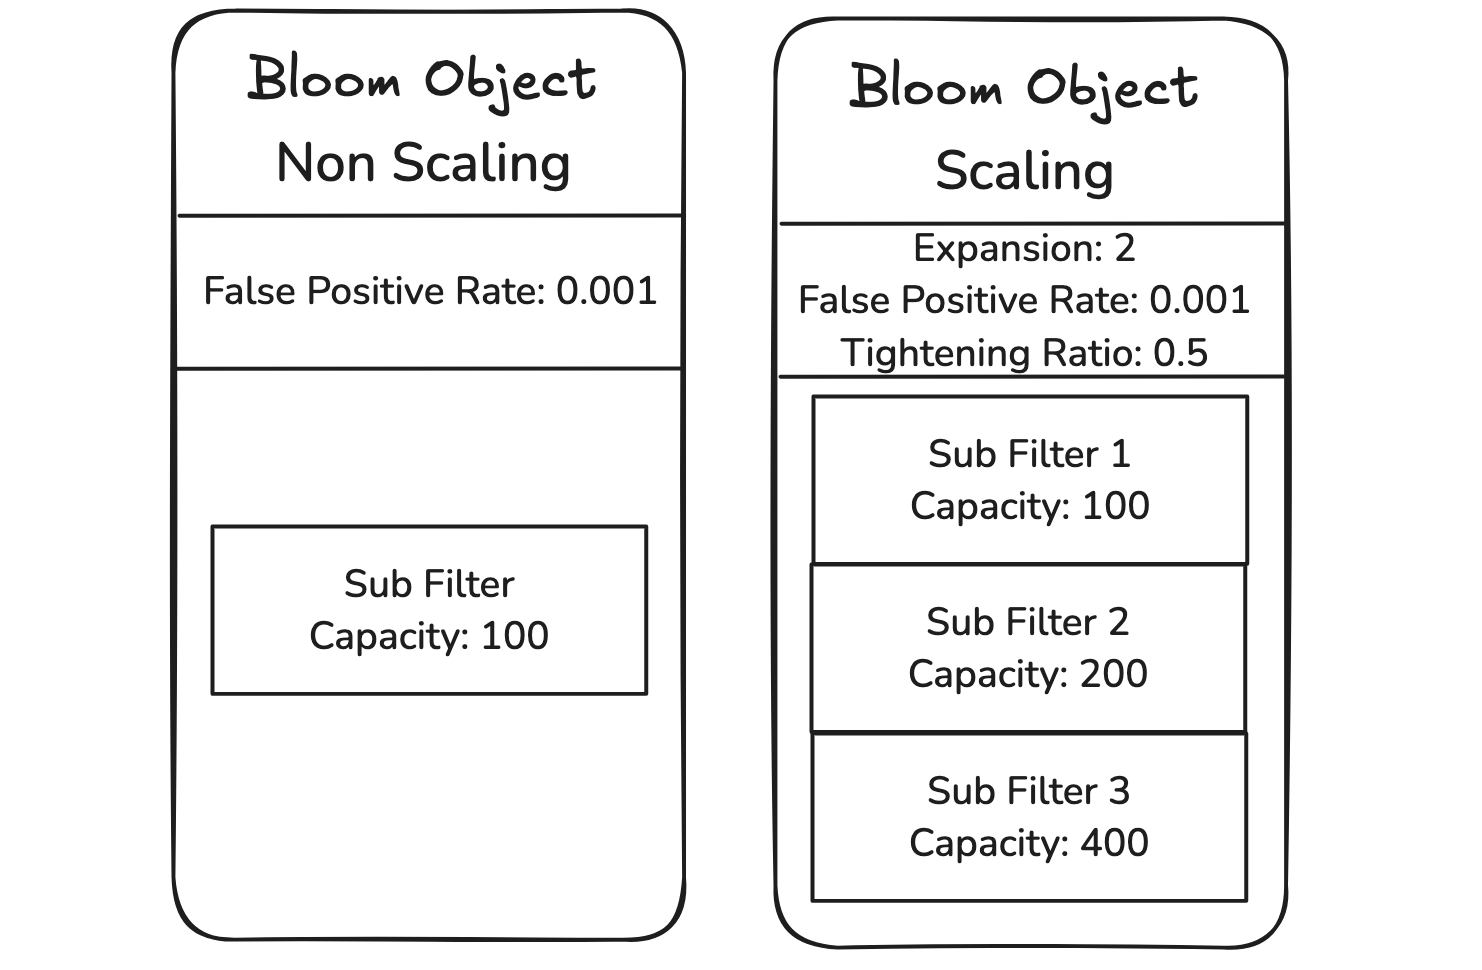 Bloom Object
Non Scaling
False Positive Rate: 0.001
Sub Filter
Capacity: 100
Bloom Object
Scaling
Expansion: 2
False Positive Rate: 0.001
Tightening Ratio: 0.5
Sub Filter 1
Capacity: 100
Sub Filter 2
Capacity: 200
Sub Filter 3
Capacity: 400